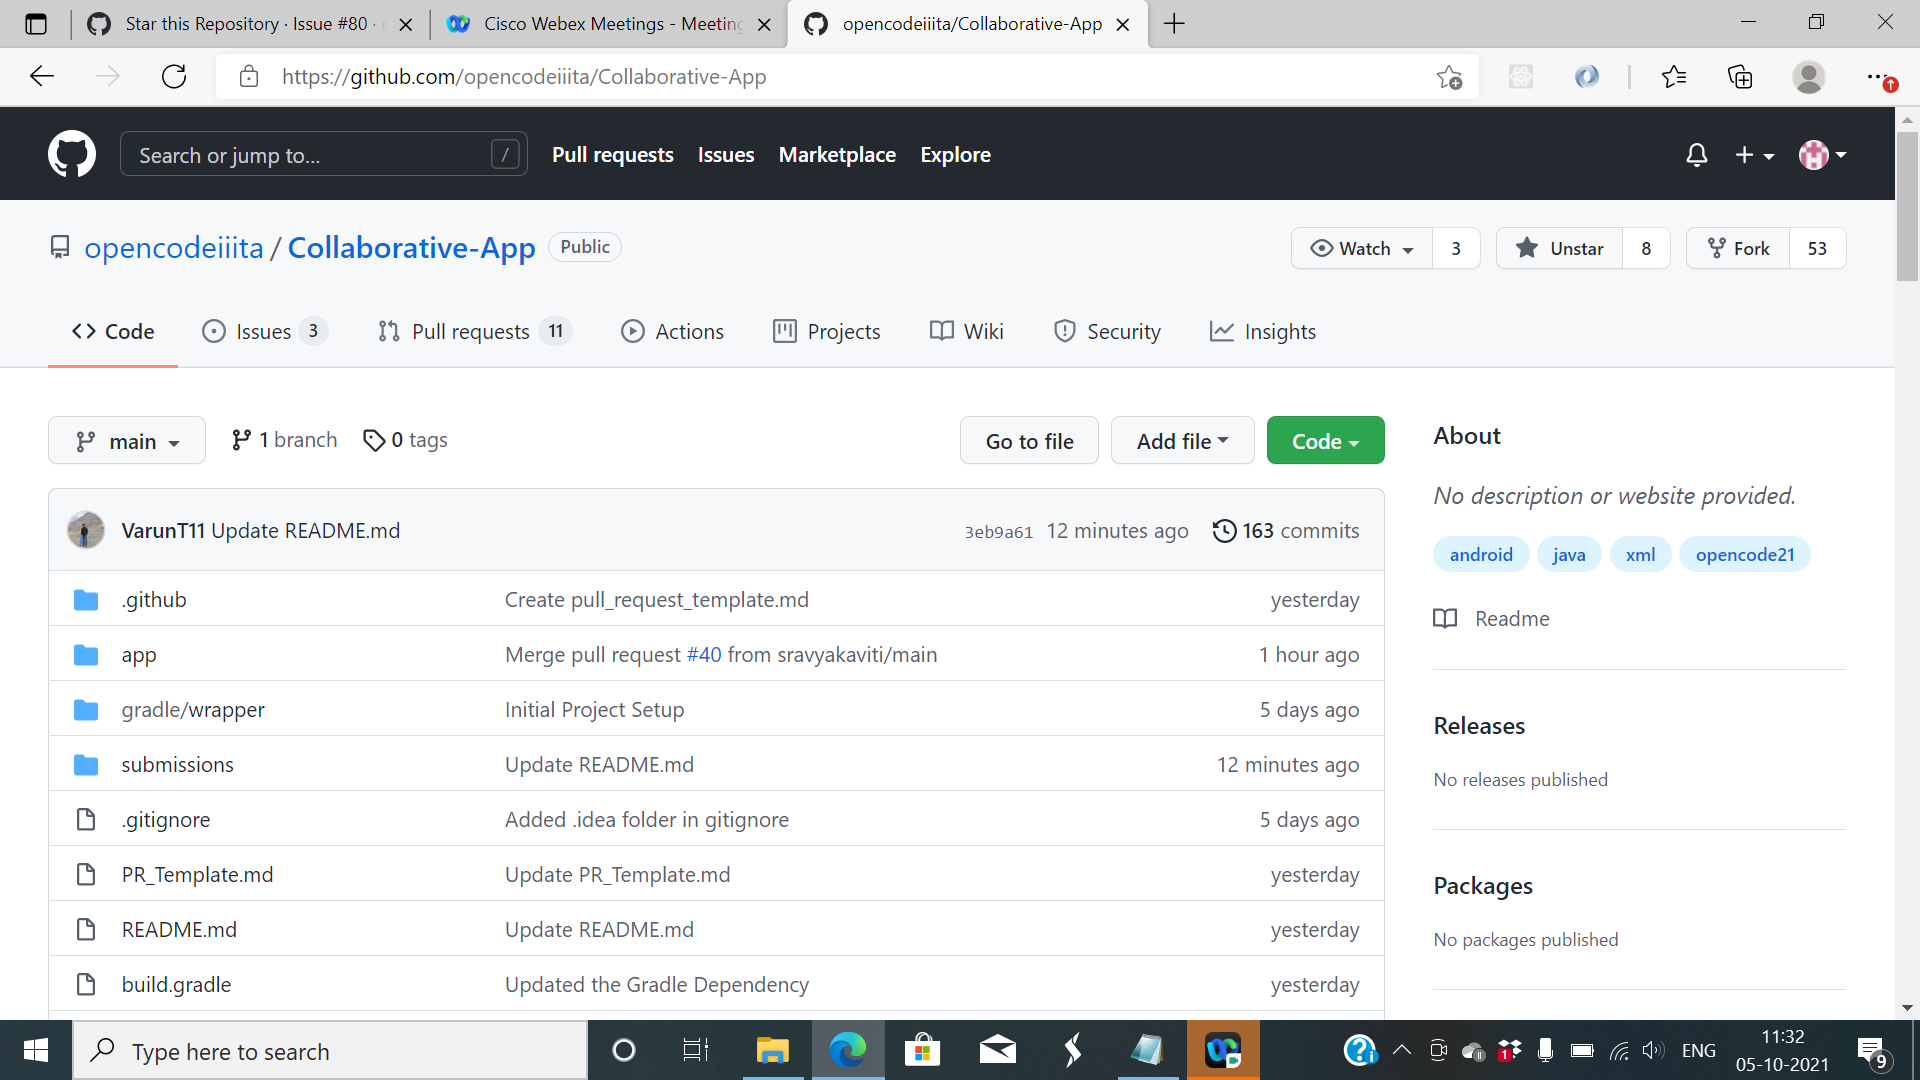 Star this Repository · Issue #80 ·
Cisco Webex Meetings - Meeting
opencodeiiita/Collaborative-App
https://github.com/opencodeiiita/Collaborative-App
Search or jump to...
/
Pull requests
Issues
Marketplace
Explore
opencodeiiita / Collaborative-App
Public
Watch
3
Unstar
8
Fork
53
Code
Issues 3
Pull requests 11
Actions
Projects
Wiki
Security
Insights
main
1 branch
0 tags
Go to file
Add file
Code
VarunT11 Update README.md
3eb9a61 12 minutes ago
163 commits
.github
Create pull_request_template.md
yesterday
app
Merge pull request #40 from sravyakaviti/main
1 hour ago
gradle/wrapper
Initial Project Setup
5 days ago
submissions
Update README.md
12 minutes ago
.gitignore
Added .idea folder in gitignore
5 days ago
PR_Template.md
Update PR_Template.md
yesterday
README.md
Update README.md
yesterday
build.gradle
Updated the Gradle Dependency
yesterday
About
No description or website provided.
android
java
xml
opencode21
Readme
Releases
No releases published
Packages
No packages published
Type here to search
1
ENG
11:32
05-10-2021
9